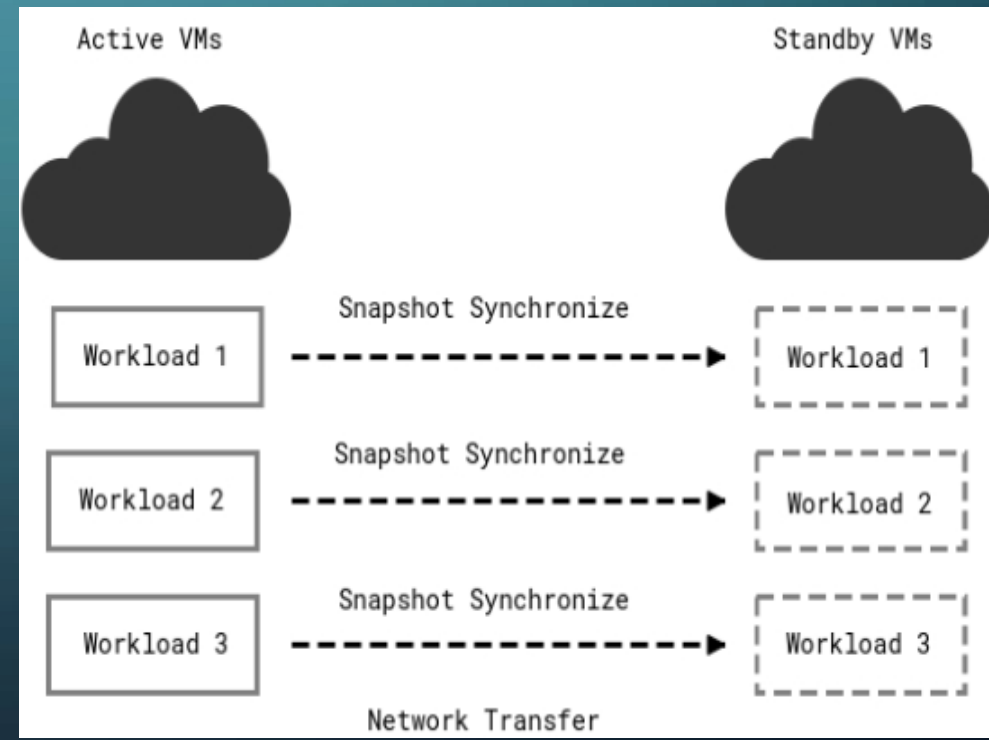 Active VMs
Standby VMs
Snapshot Synchronize
Workload 1
Workload 1
Snapshot Synchronize
Workload 2
Workload 2
Snapshot Synchronize
Workload 3
Workload 3
Network Transfer